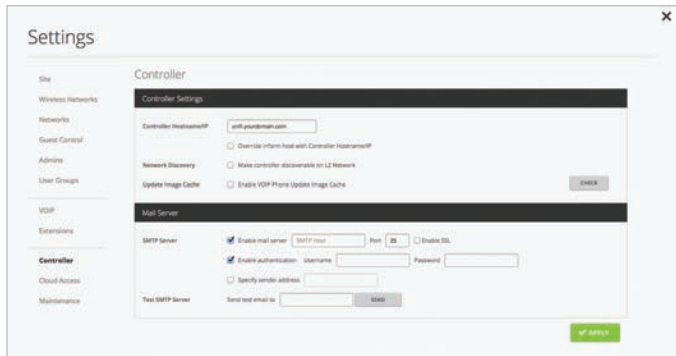 Settings
Site
Wireless Networks
Networks
Guest Control
Admins
User Groups
VOIP
Extensions
Controller
Cloud Access
Maintenance
Controller
Controller Settings
Controller Hostname/IP unifi.yourdomain.com
Override inform host with Controller Hostname/IP
Network Discovery Make controller discoverable on L2 Network
Update Image Cache Enable VOIP Phone Update Image Cache CHECK
Mail Server
SMTP Server Enable mail server SMTP Host Port 25 Enable SSL
Enable authentication Username Password
Specify sender address
Test SMTP Server Send test email to SEND
APPLY